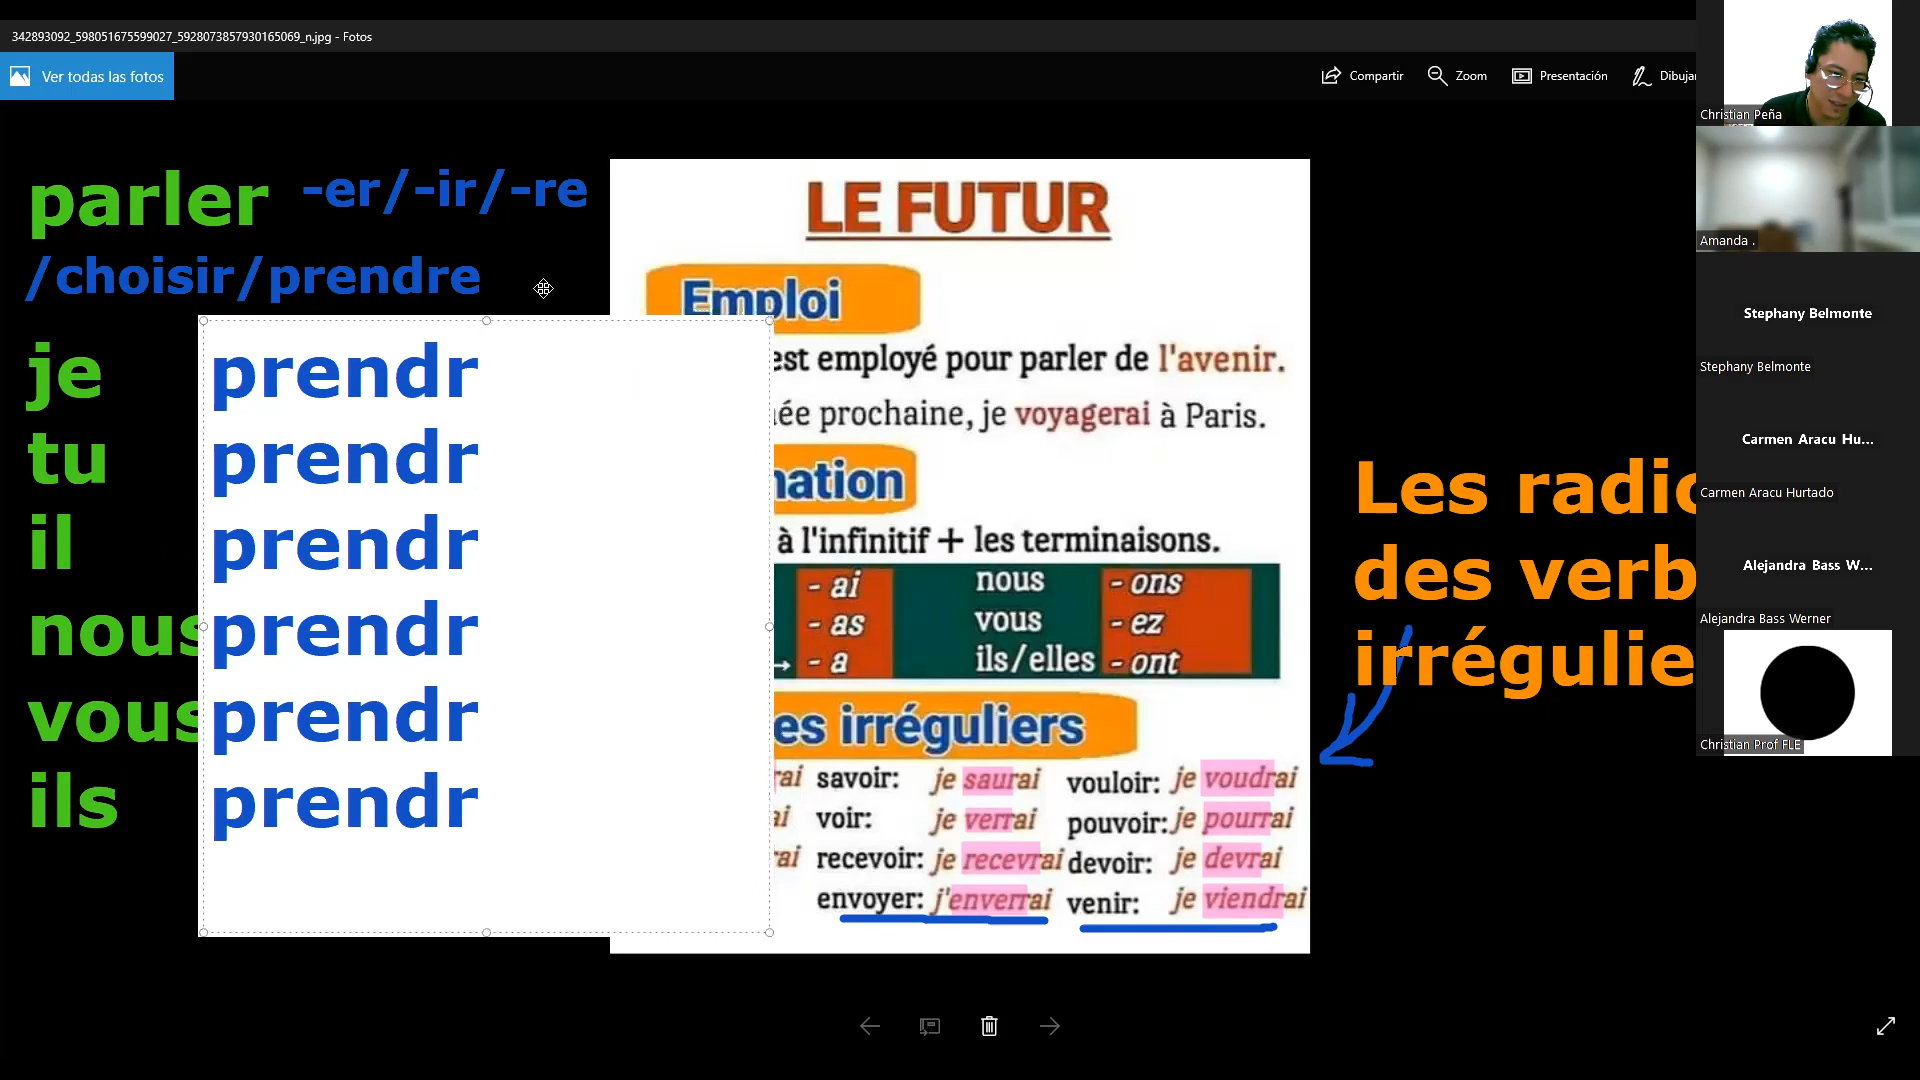 342893092_598051675599027_5928073857930165069_n.jpg - Fotos
Ver todas las fotos
Compartir
Zoom
Presentación
Dibujar
Christian Peña
Amanda .
Stephany Belmonte
Stephany Belmonte
Carmen Aracu Hu...
Carmen Aracu Hurtado
Alejandra Bass W...
Alejandra Bass Werner
Christian Prof FLE
parler -er/-ir/-re
/choisir/prendre
je prendr
tu prendr
il prendr
nous prendr
vous prendr
ils prendr
LE FUTUR
Emploi
est employé pour parler de l'avenir.
ée prochaine, je voyagerai à Paris.
mation
à l'infinitif + les terminaisons.
- ai nous - ons
- as vous - ez
→ - a ils/elles - ont
es irréguliers
rai savoir: je saurai vouloir: je voudrai
ai voir: je verrai pouvoir: je pourrai
rai recevoir: je recevrai devoir: je devrai
envoyer: j'enverrai venir: je viendrai
Les radic
des verb
irrégulie